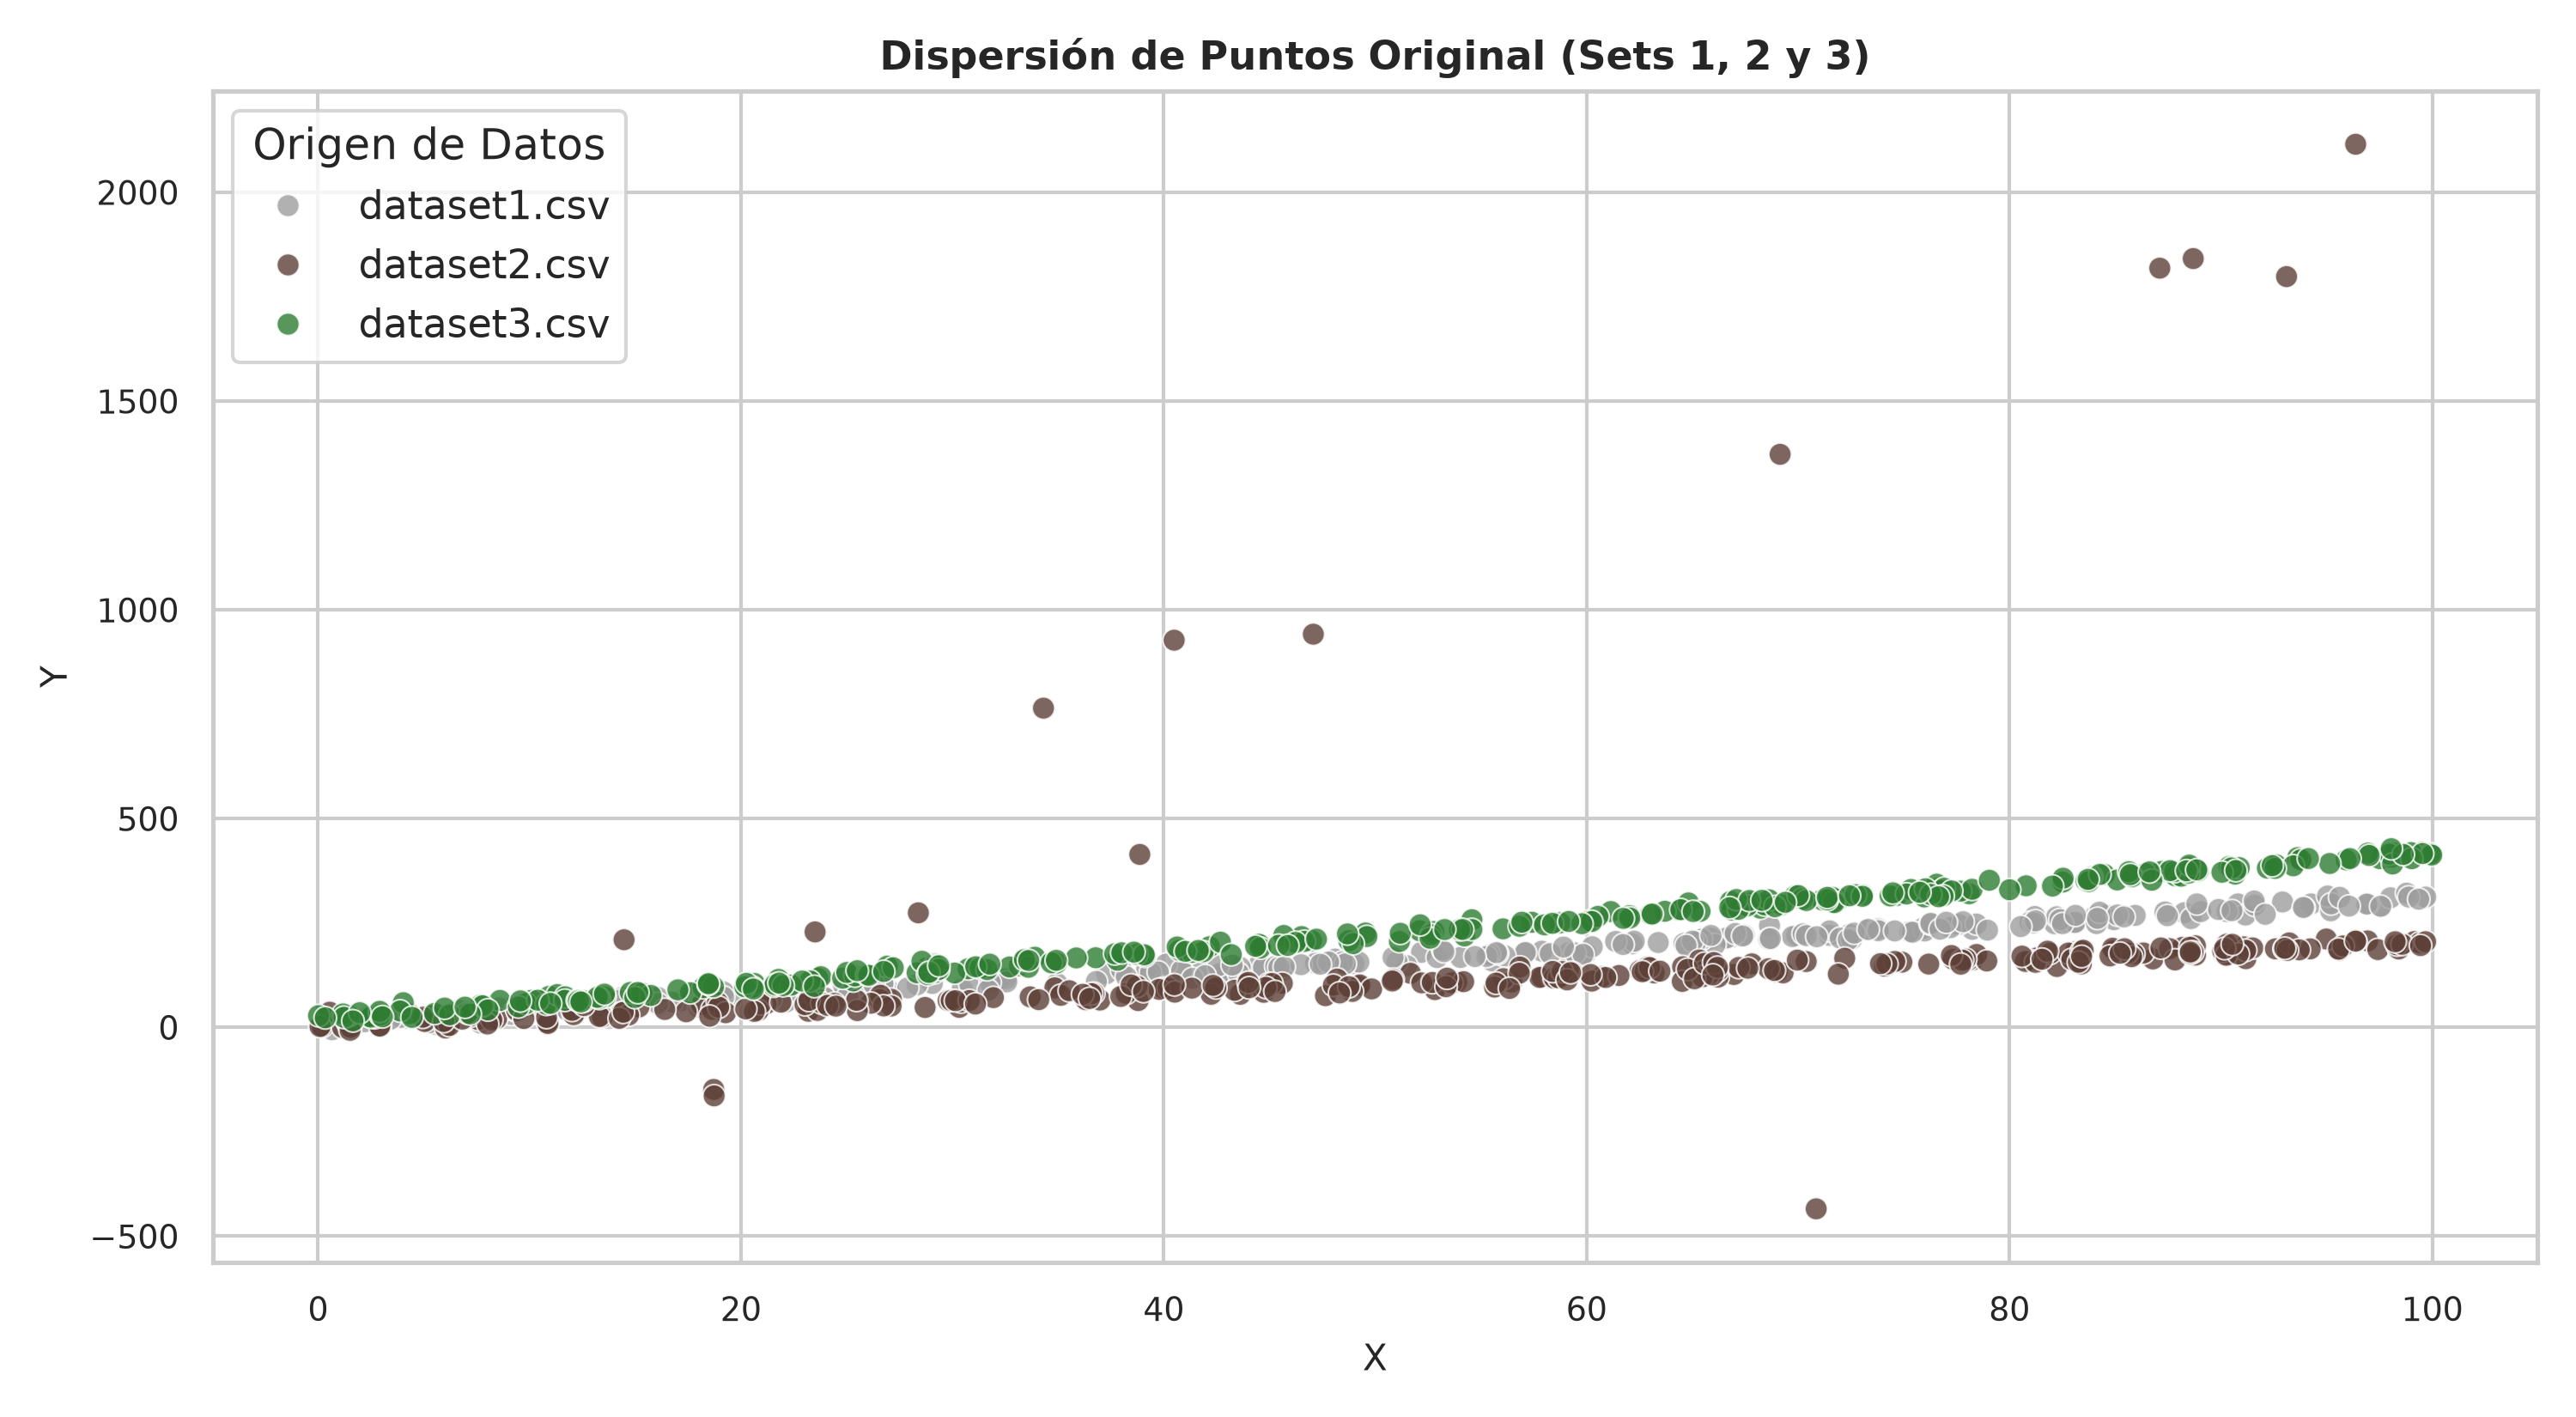 Dispersión de Puntos Original (Sets 1, 2 y 3)
Origen de Datos
dataset1.csv
dataset2.csv
dataset3.csv
2000
1500
1000
500
0
−500
Y
0 20 40 60 80 100
X